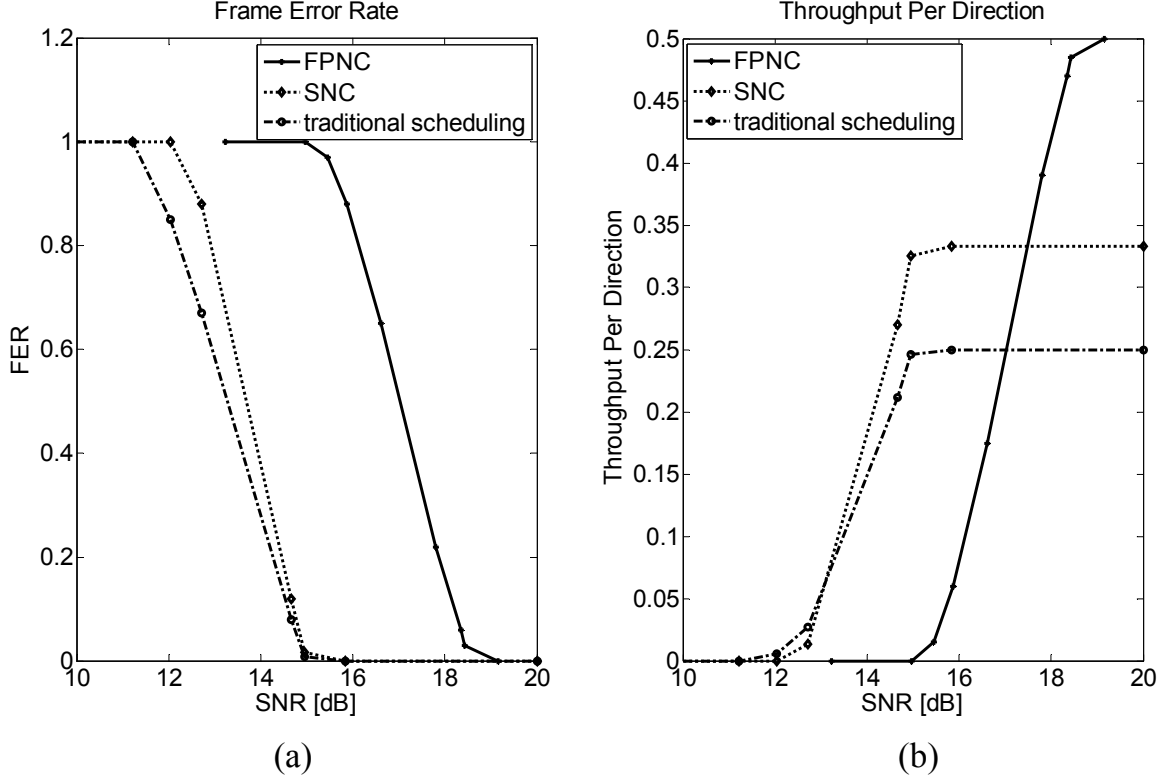 Frame Error Rate
1.2
1
0.8
0.6
0.4
0.2
0
FER
FPNC
SNC
traditional scheduling
10 12 14 16 18 20
SNR [dB]
(a)
Throughput Per Direction
0.5
0.45
0.4
0.35
0.3
0.25
0.2
0.15
0.1
0.05
0
Throughput Per Direction
FPNC
SNC
traditional scheduling
10 12 14 16 18 20
SNR [dB]
(b)